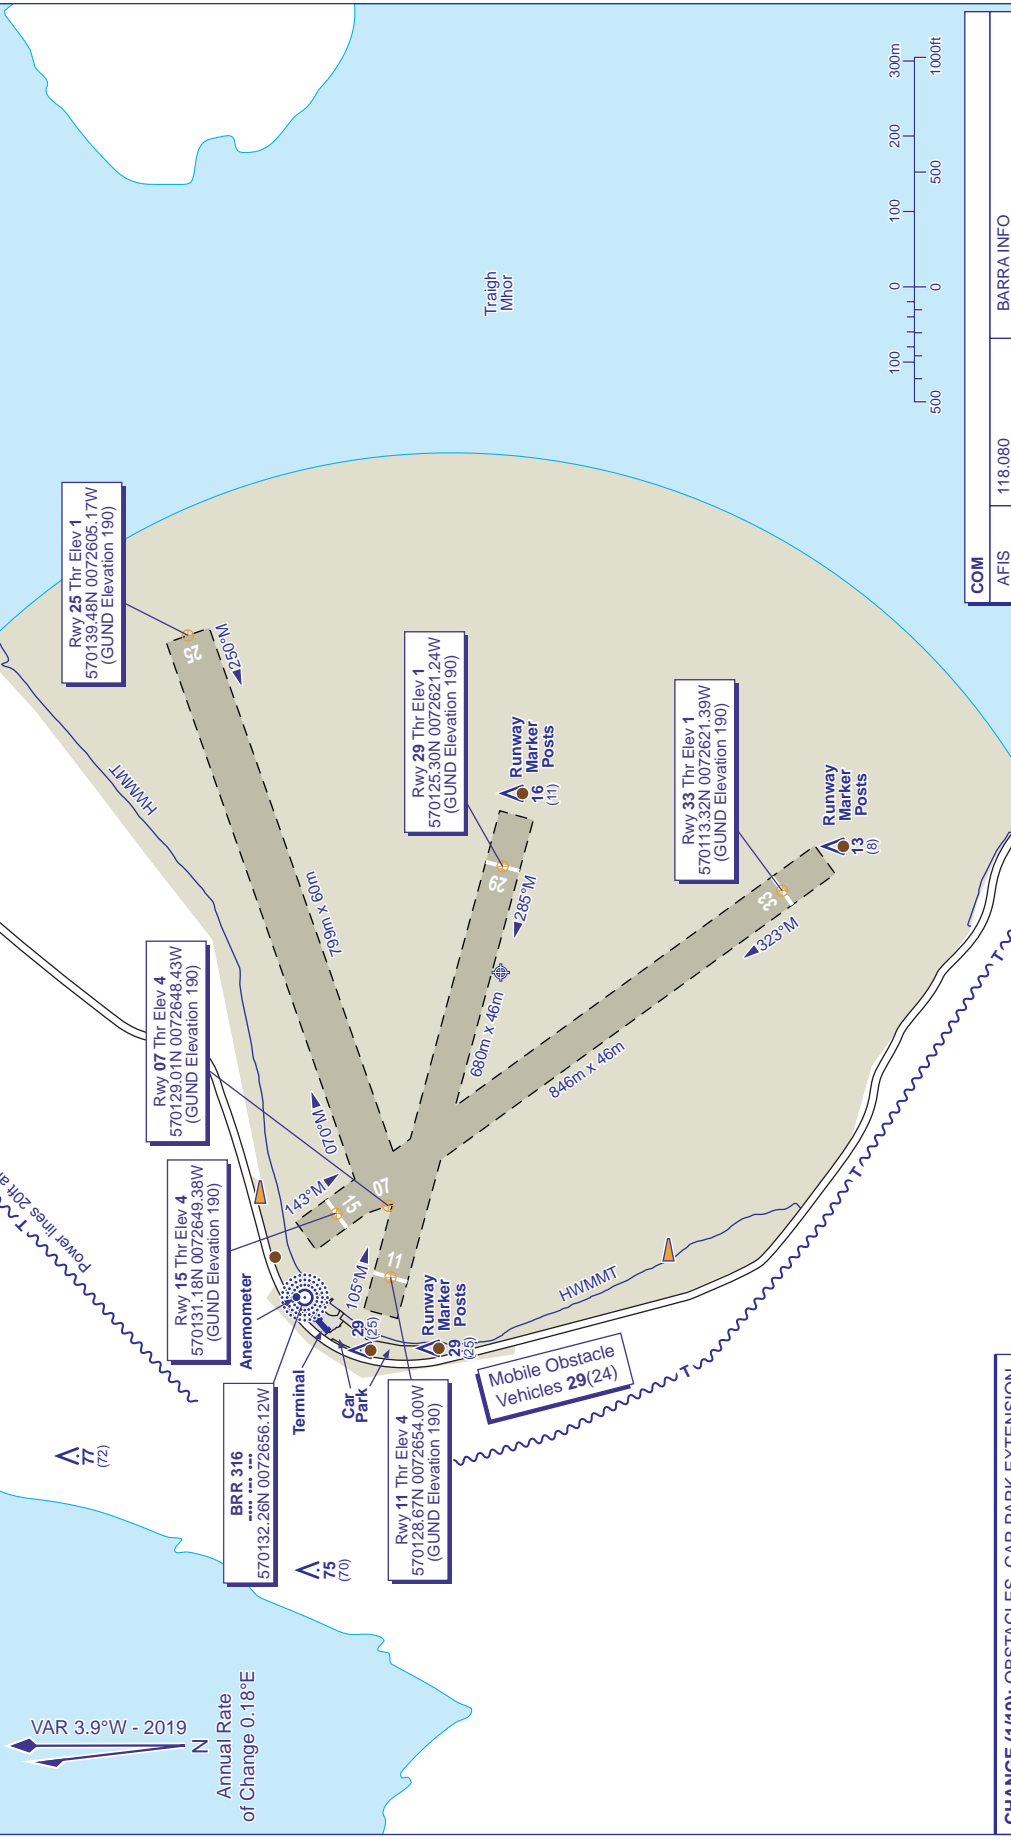 VAR 3.9°W - 2019
N
Annual Rate
of Change 0.18°E
77
(72)
75
(70)
Power lines 20ft
T
BRR 316
570132.26N 0072656.12W
Anemometer
Terminal
Car
Park
Rwy 15 Thr Elev 4
570131.18N 0072649.38W
(GUND Elevation 190)
Rwy 07 Thr Elev 4
570129.01N 0072648.43W
(GUND Elevation 190)
Rwy 25 Thr Elev 1
570139.48N 0072605.17W
(GUND Elevation 190)
Rwy 11 Thr Elev 4
570128.67N 0072654.00W
(GUND Elevation 190)
Rwy 29 Thr Elev 1
570125.30N 0072621.24W
(GUND Elevation 190)
Rwy 33 Thr Elev 1
570113.32N 0072621.39W
(GUND Elevation 190)
HWMMT
25
250°M
799m x 60m
070°M
07
143°M
15
105°M
11
29
(25)
Runway
Marker
Posts
29
(25)
Mobile Obstacle
Vehicles 29(24)
HWMMT
29
285°M
680m x 46m
Runway
Marker
Posts
16
(11)
33
323°M
846m x 46m
Runway
Marker
Posts
13
(8)
T
T
T
Traigh
Mhor
100 0 100 200 300m
500 0 500 1000ft
COM
AFIS 118.080 BARRA INFO
CHANGE (1/19): OBSTACLES. CAR PARK EXTENSION